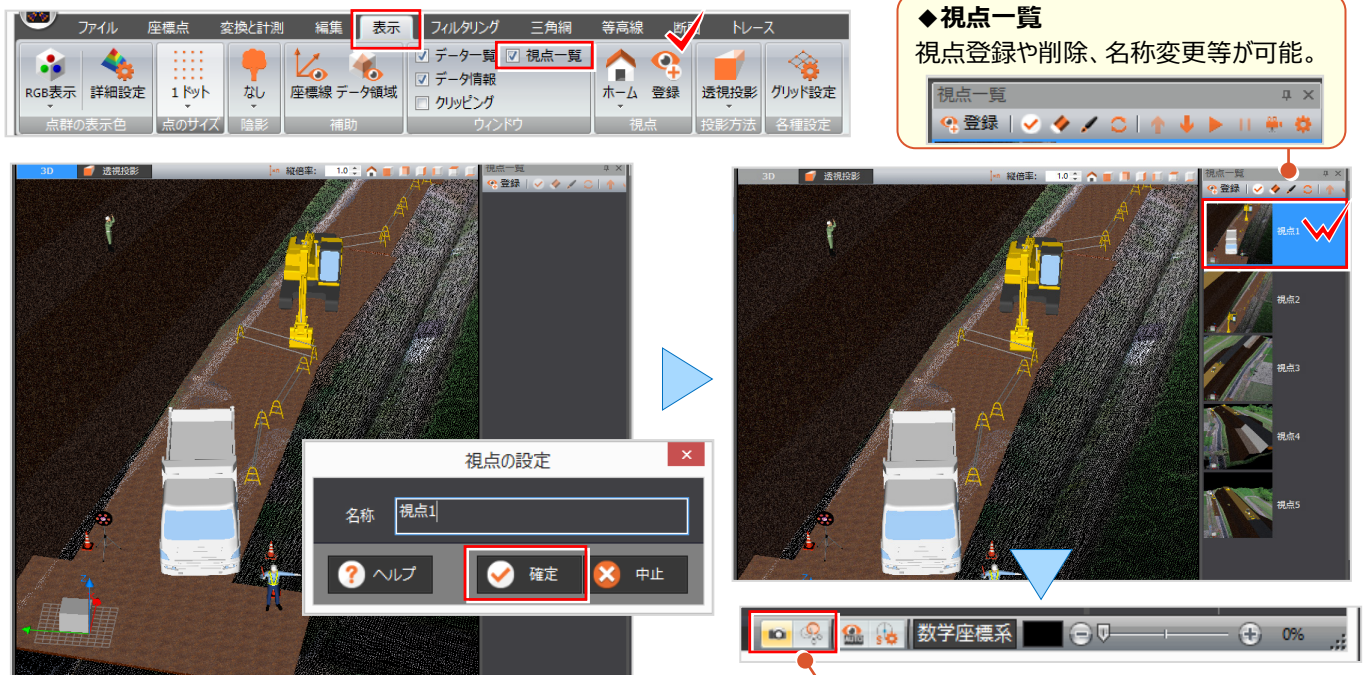 ファイル 座標点 変換と計測 編集 表示 フィルタリング 三角網 等高線 トレース
RGB表示 詳細設定 1ドット なし 座標線 データ領域
データ一覧 視点一覧
データ情報
クリッピング
ホーム 登録 透視投影 グリッド設定
点群の表示色 点のサイズ 陰影 補助 ウィンドウ 視点 投影方法 各種設定
◆視点一覧
視点登録や削除、名称変更等が可能。
視点一覧
登録
3D 透視投影 縦倍率: 1.0
視点一覧
登録
視点の設定
名称 視点1
ヘルプ 確定 中止
3D 透視投影 縦倍率: 1.0
視点一覧
登録
視点1
視点2
視点3
視点4
視点5
AUTO S 数学座標系 0%